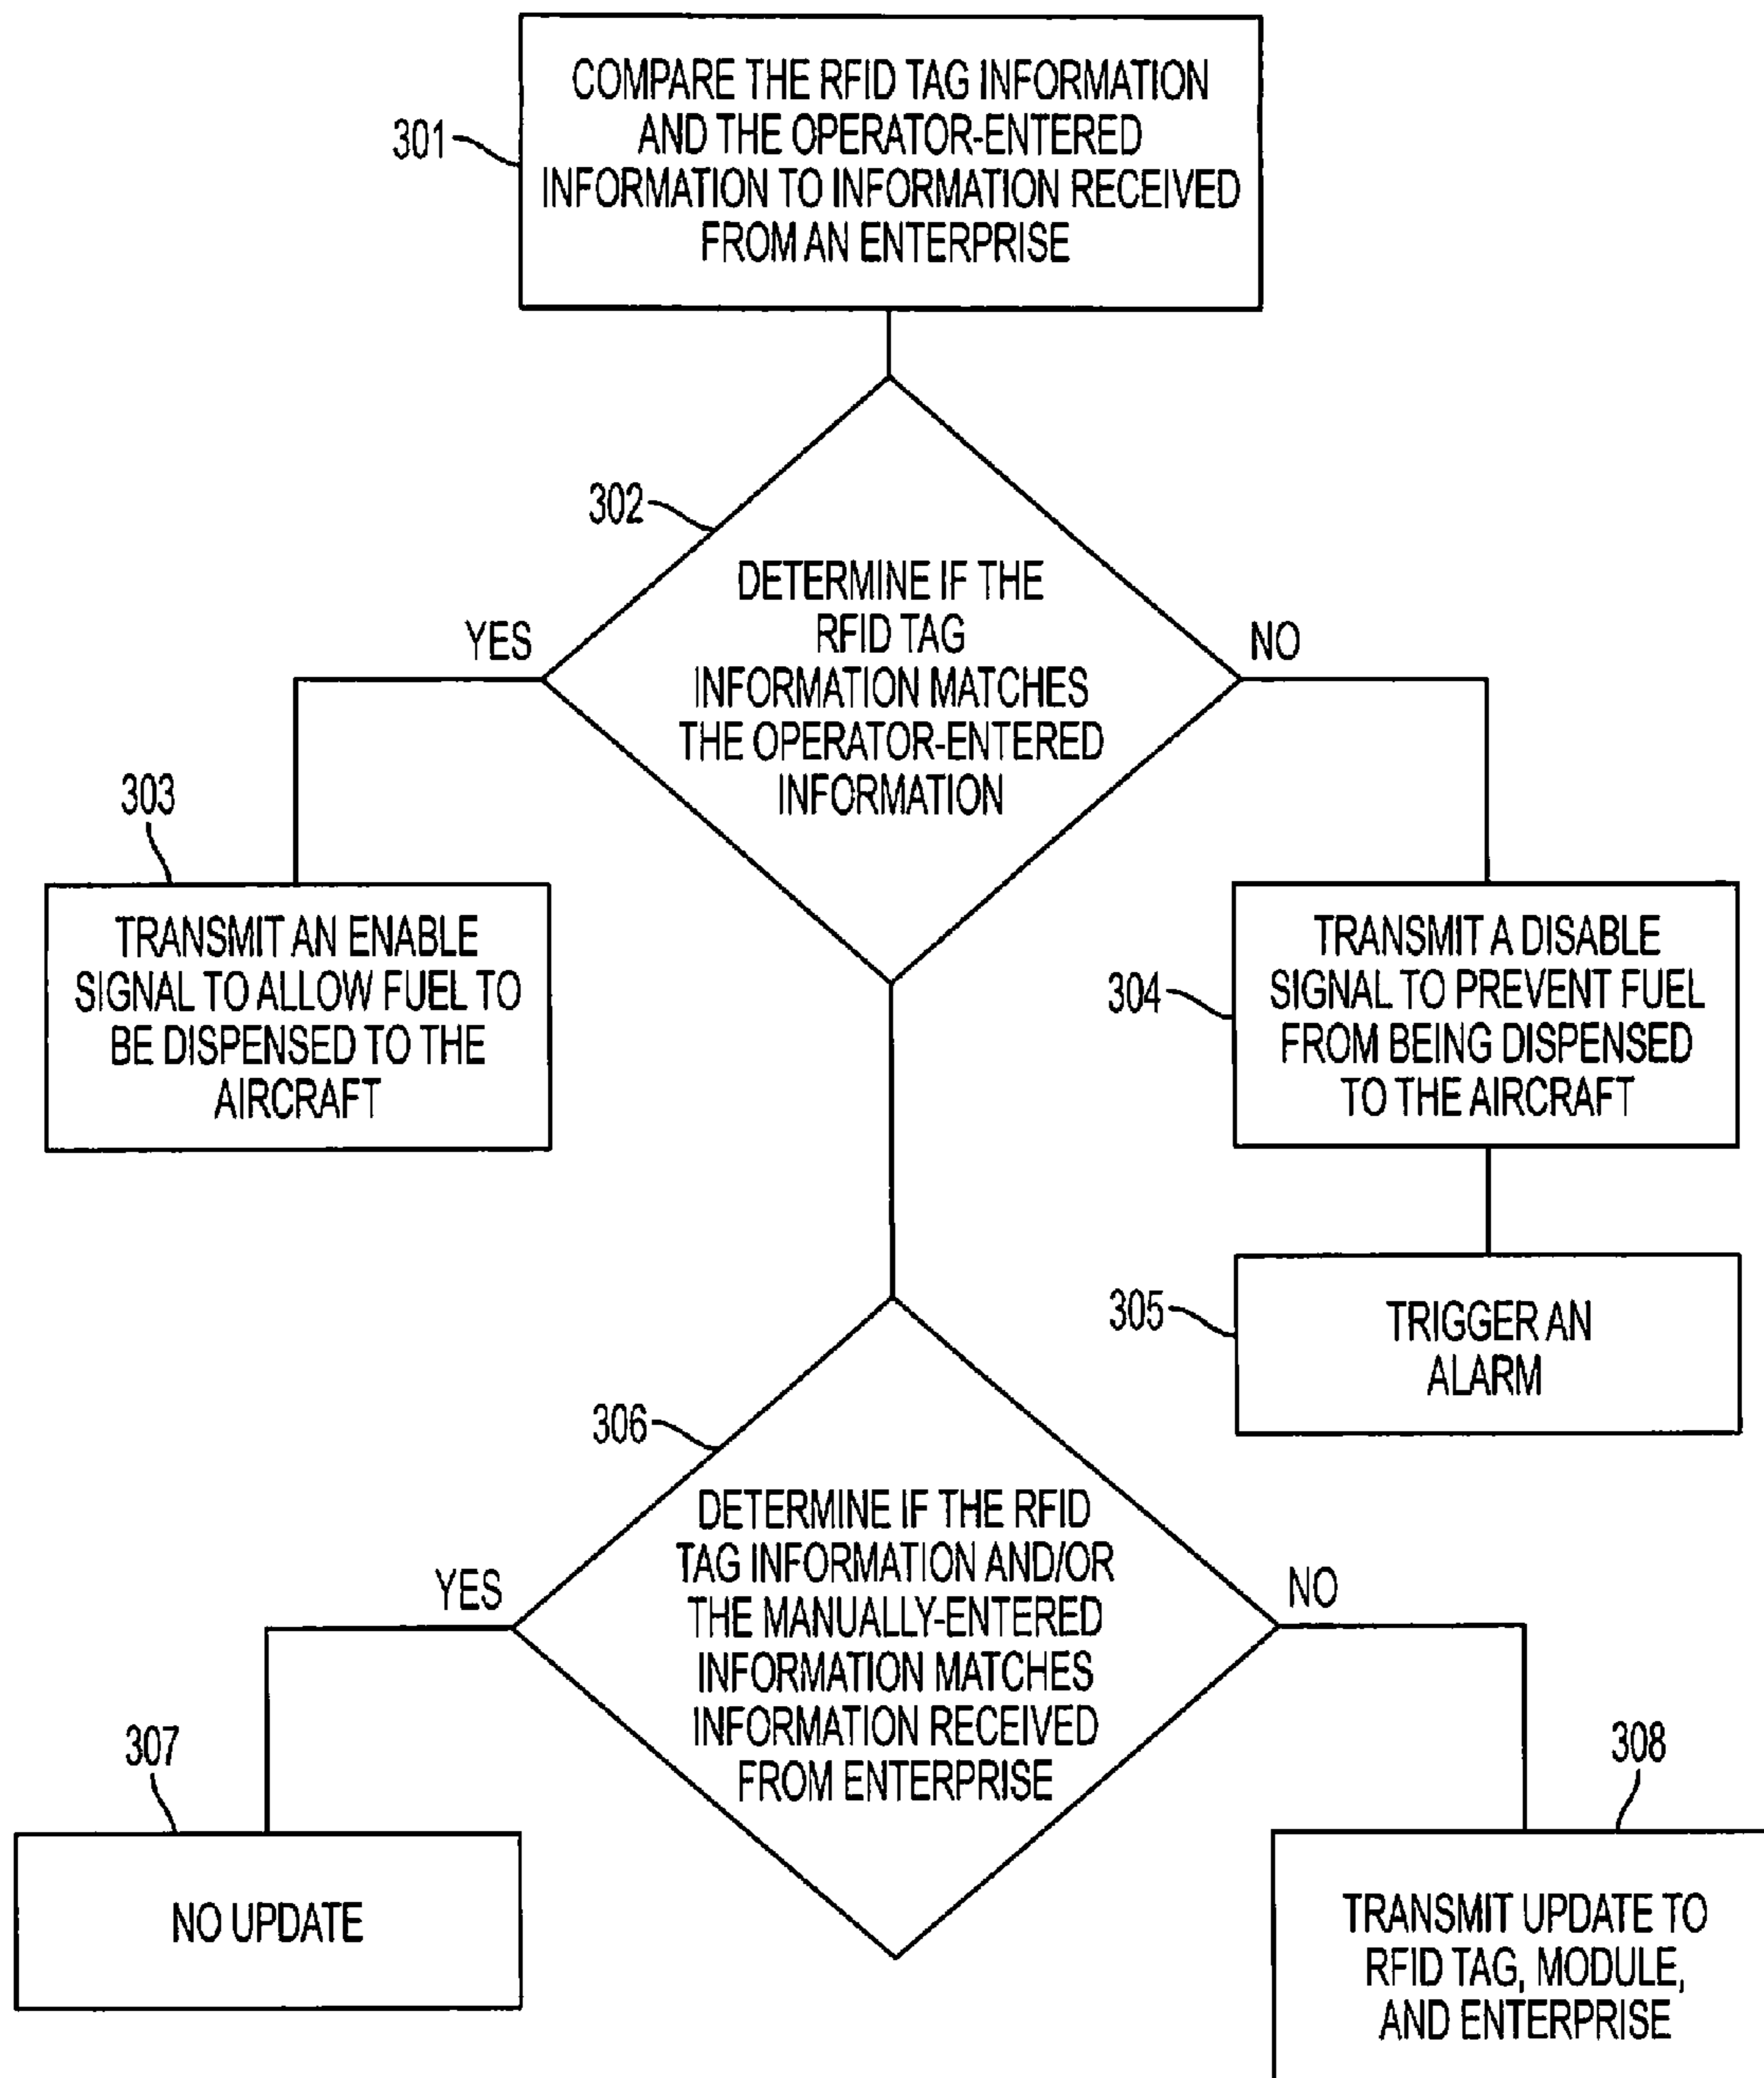 COMPARE THE RFID TAG INFORMATION
AND THE OPERATOR-ENTERED
INFORMATION TO INFORMATION RECEIVED
FROM AN ENTERPRISE
301
302
DETERMINE IF THE
RFID TAG
INFORMATION MATCHES
THE OPERATOR-ENTERED
INFORMATION
YES
NO
303
TRANSMIT AN ENABLE
SIGNAL TO ALLOW FUEL TO
BE DISPENSED TO THE
AIRCRAFT
304
TRANSMIT A DISABLE
SIGNAL TO PREVENT FUEL
FROM BEING DISPENSED
TO THE AIRCRAFT
305
TRIGGER AN
ALARM
306
DETERMINE IF THE RFID
TAG INFORMATION AND/OR
THE MANUALLY-ENTERED
INFORMATION MATCHES
INFORMATION RECEIVED
FROM ENTERPRISE
YES
NO
307
NO UPDATE
308
TRANSMIT UPDATE TO
RFID TAG, MODULE,
AND ENTERPRISE